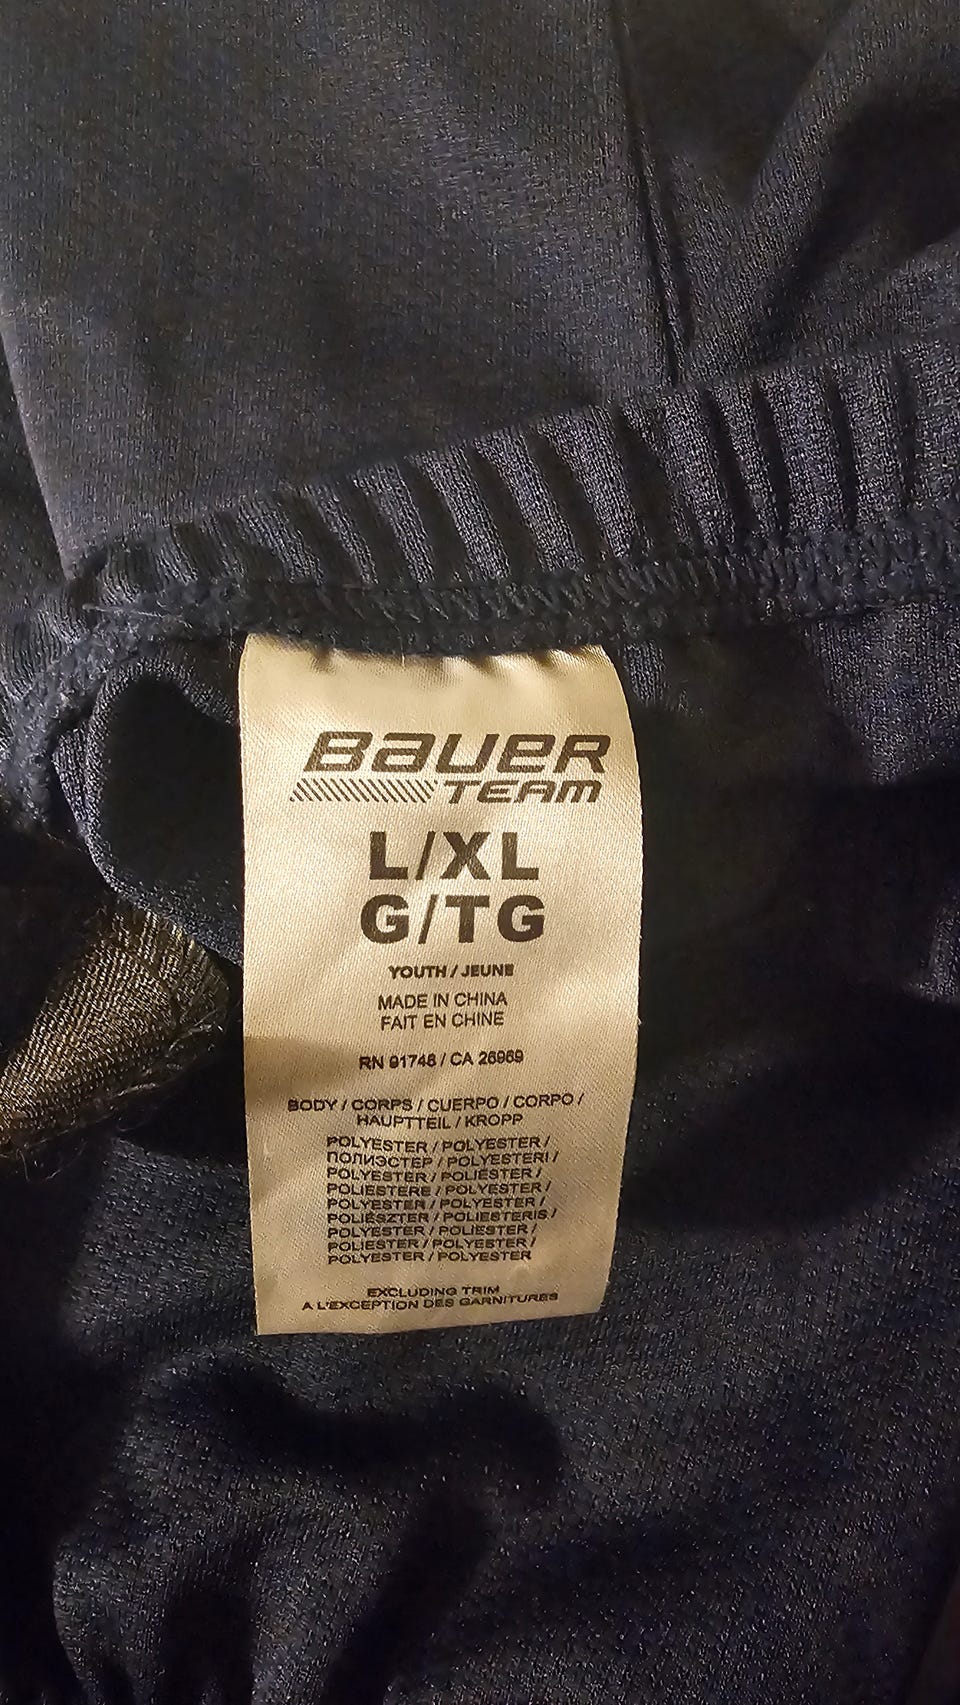 BAUER
TEAM
L/XL
G/TG
YOUTH / JEUNE
MADE IN CHINA
FAIT EN CHINE
RN 91748 / CA 26969
BODY / CORPS / CUERPO / CORPO /
HAUPTTEIL / KROPP
POLYESTER / POLYESTER /
ПОЛИЭСТЕР / POLYESTERI /
POLYESTER / POLIÉSTER /
POLIESTERE / POLYESTER /
POLYESTER / POLYESTER /
POLIÉSZTER / POLIESTERIS /
POLYESTER / POLIESTER /
POLIESTER / POLYESTER /
POLYESTER / POLYESTER
EXCLUDING TRIM
A L'EXCEPTION DES GARNITURES